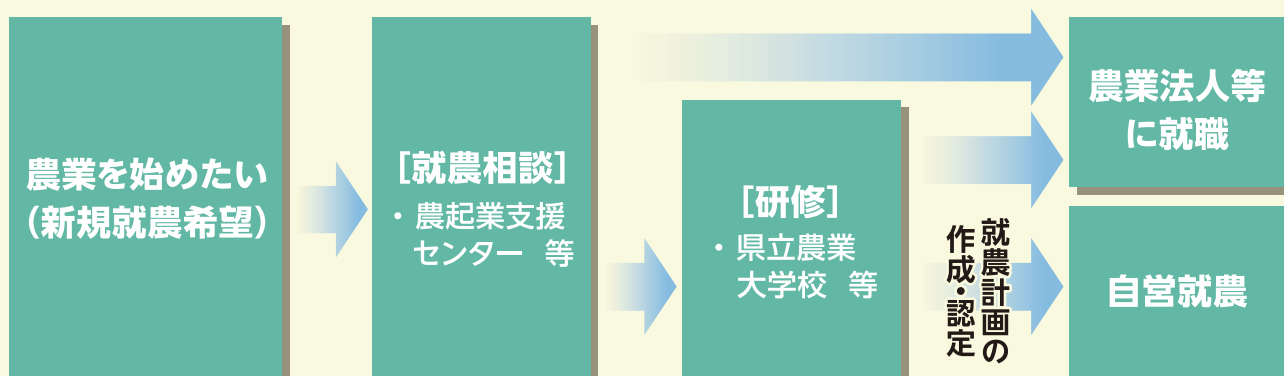 農業を始めたい
(新規就農希望)
[就農相談]
・農起業支援
センター 等
[研修]
・県立農業
大学校 等
就農計画の
作成・認定
農業法人等
に就職
自営就農